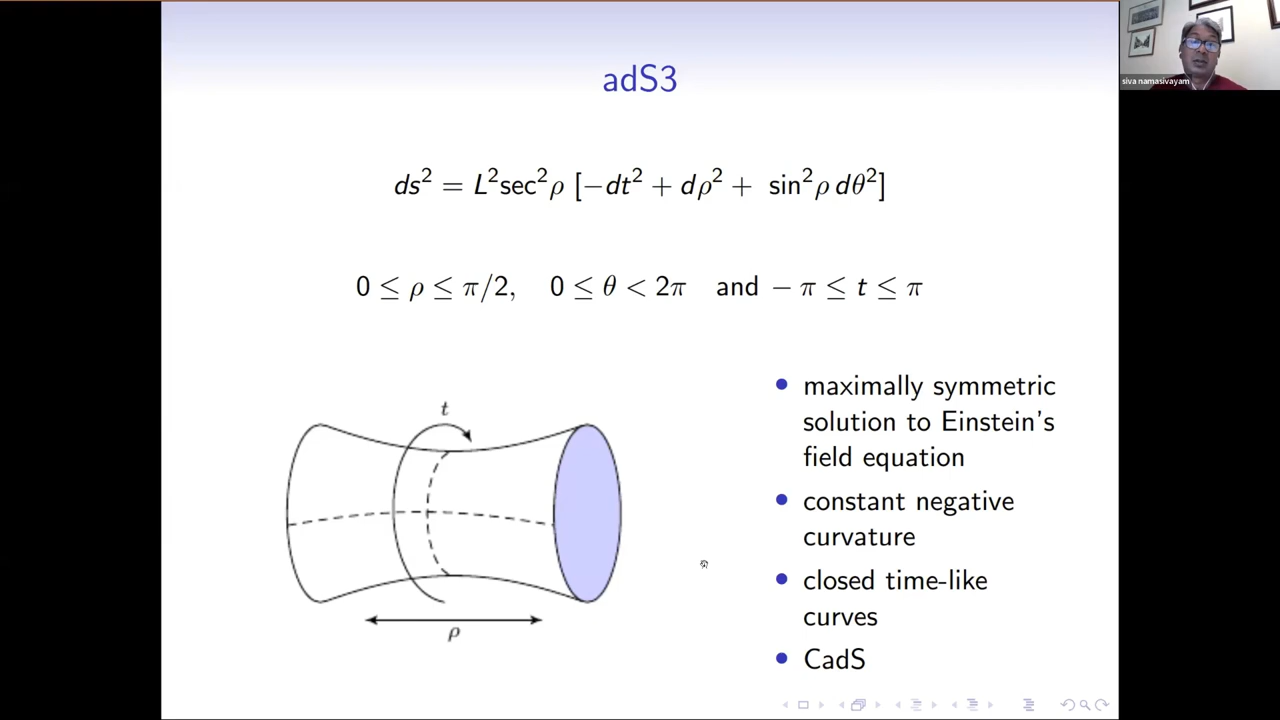 siva namasivayam
adS3
ds² = L²sec²ρ [−dt² + dρ² + sin²ρ dθ²]
0 ≤ ρ ≤ π/2, 0 ≤ θ < 2π and − π ≤ t ≤ π
t
ρ
• maximally symmetric
solution to Einstein's
field equation
• constant negative
curvature
• closed time-like
curves
• CadS